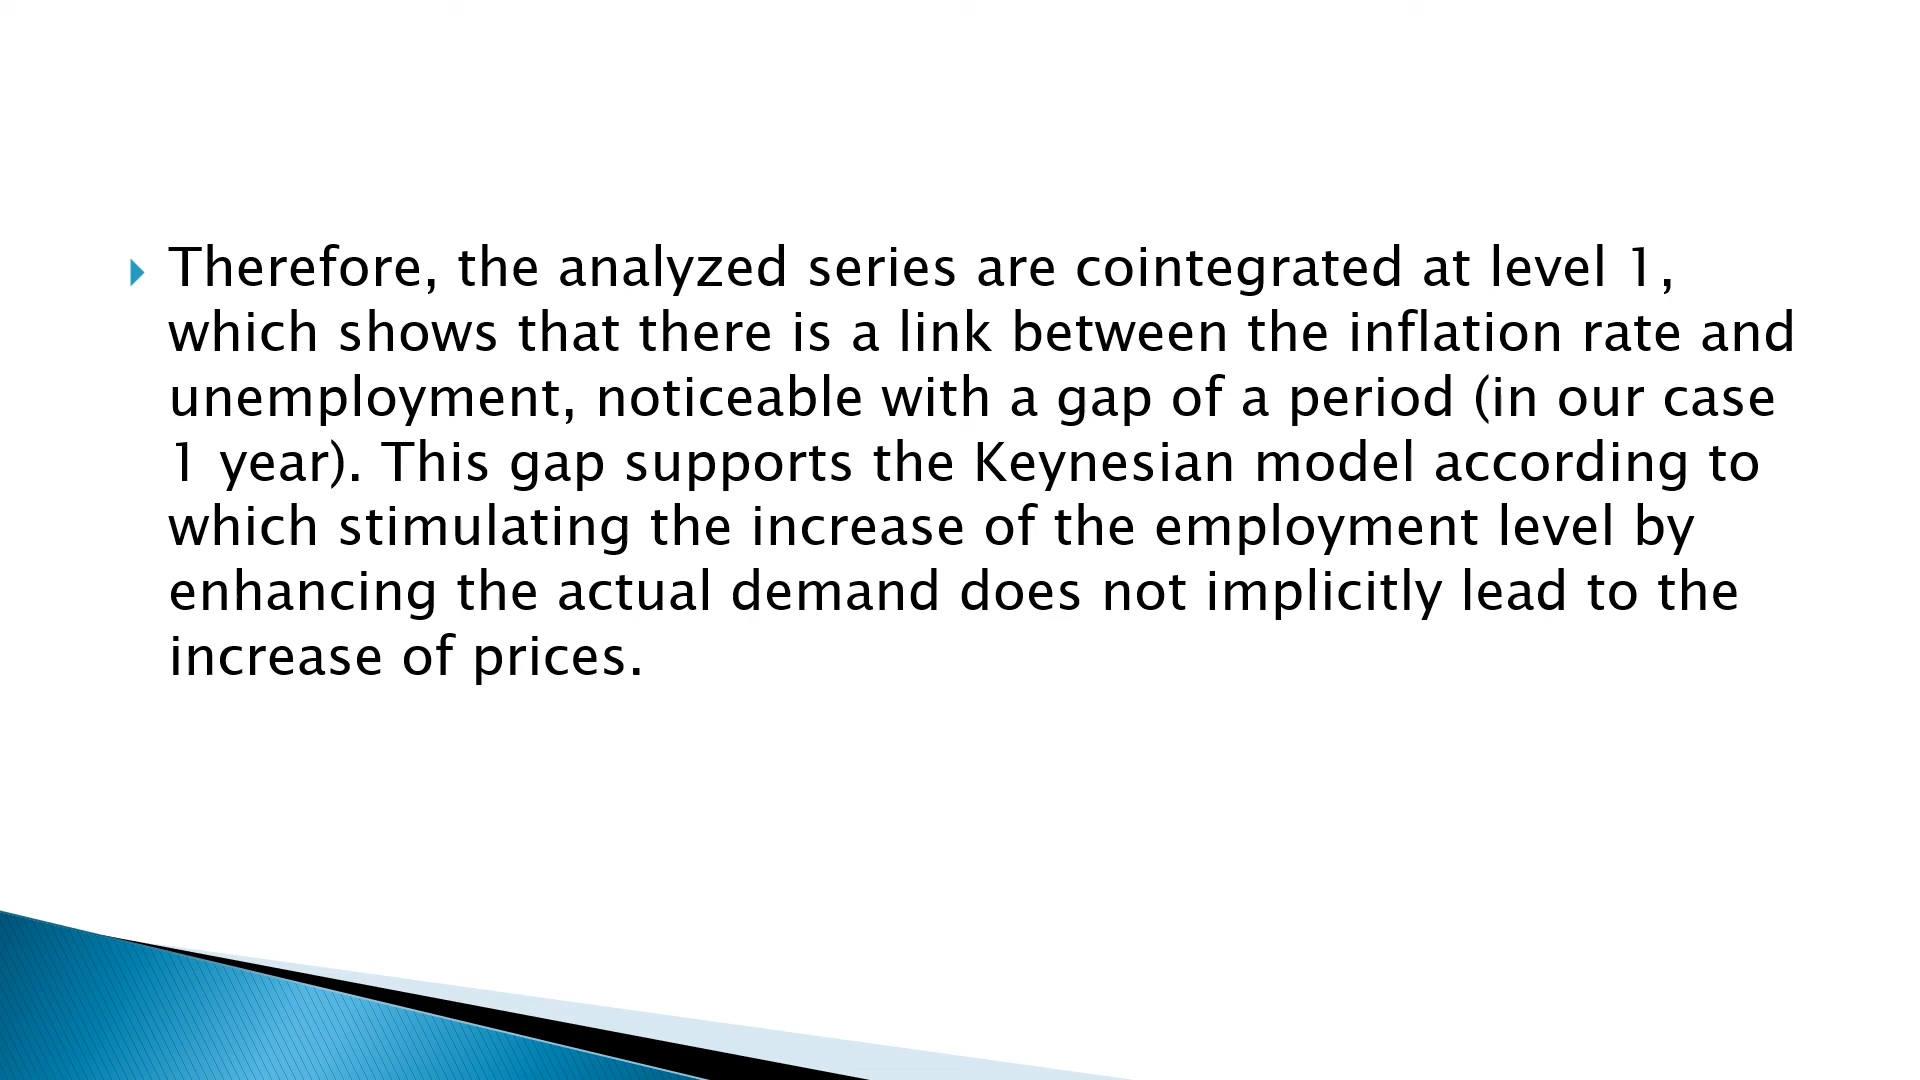 Therefore, the analyzed series are cointegrated at level 1,
which shows that there is a link between the inflation rate and
unemployment, noticeable with a gap of a period (in our case
1 year). This gap supports the Keynesian model according to
which stimulating the increase of the employment level by
enhancing the actual demand does not implicitly lead to the
increase of prices.